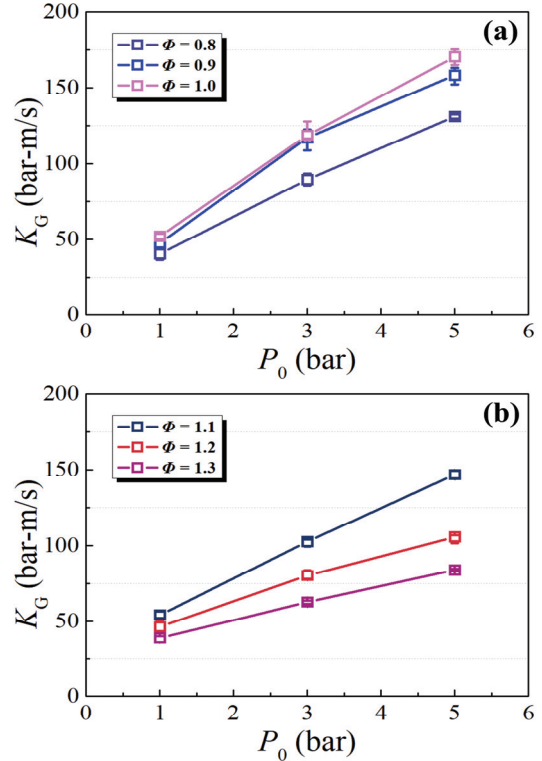 (a)
Φ = 0.8
Φ = 0.9
Φ = 1.0
200
150
100
50
0
K_G (bar-m/s)
0 1 2 3 4 5 6
P_0 (bar)
(b)
Φ = 1.1
Φ = 1.2
Φ = 1.3
200
150
100
50
0
K_G (bar-m/s)
0 1 2 3 4 5 6
P_0 (bar)